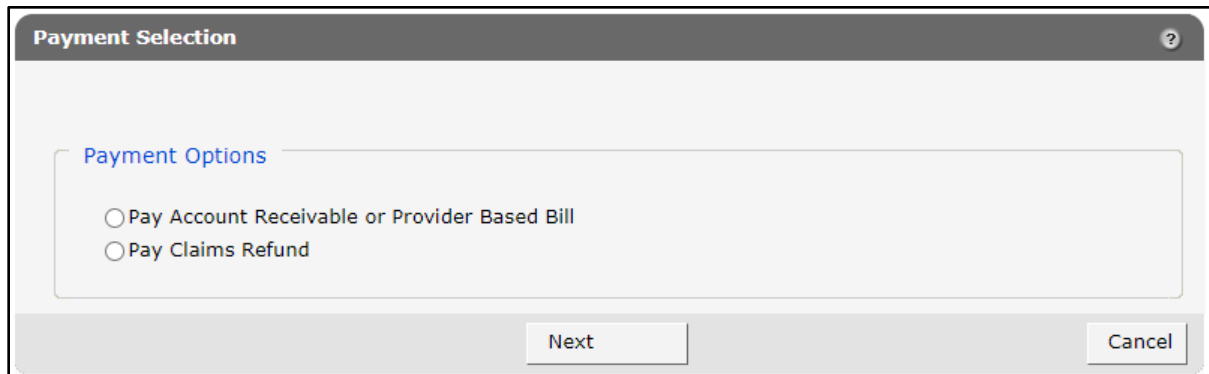 Payment Selection
?
Payment Options
Pay Account Receivable or Provider Based Bill
Pay Claims Refund
Next
Cancel